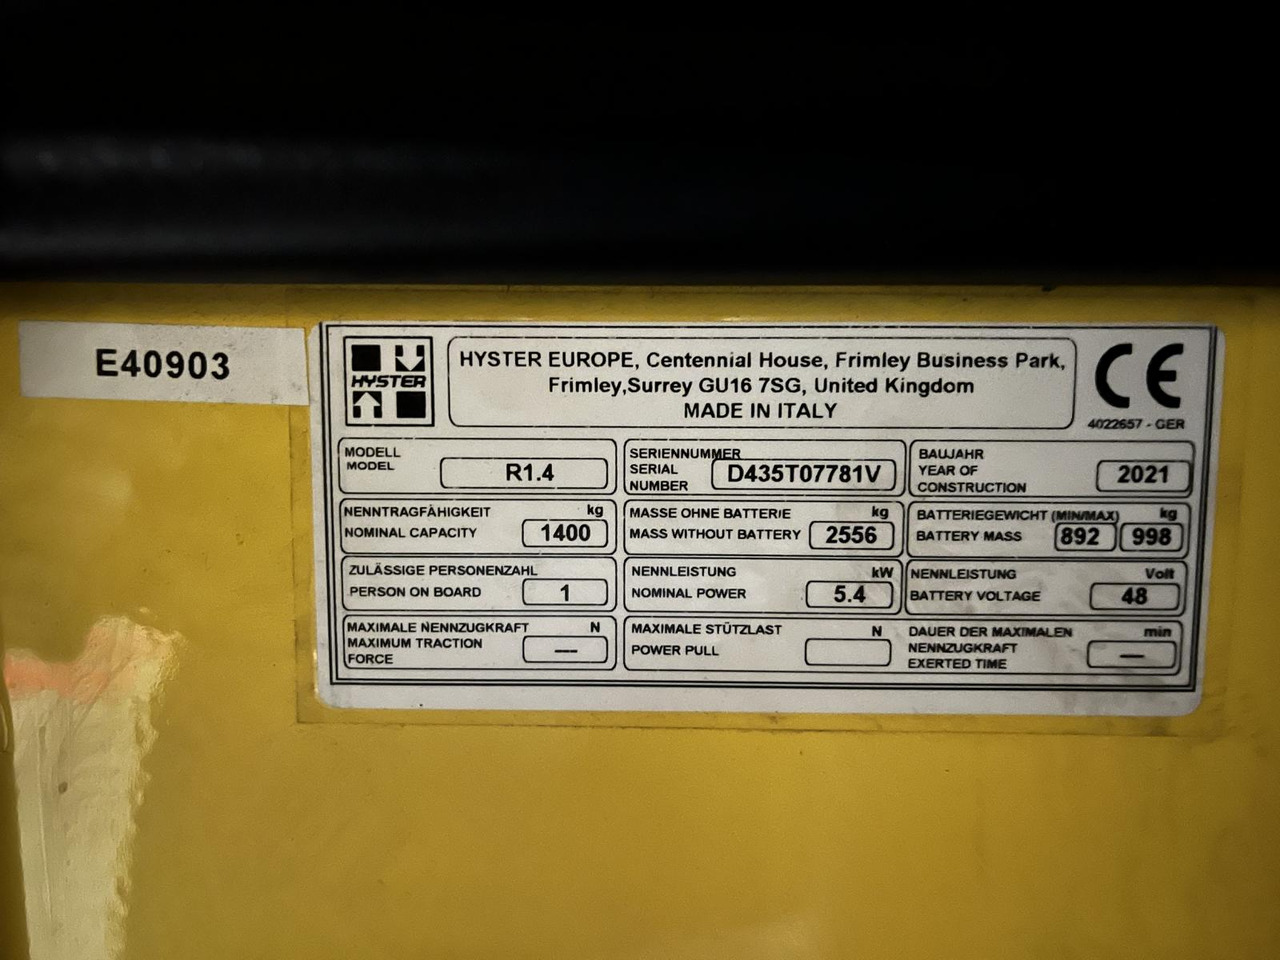 E40903
HYSTER
HYSTER EUROPE, Centennial House, Frimley Business Park,
Frimley,Surrey GU16 7SG, United Kingdom
MADE IN ITALY
CE
4022657 - GER
MODELL
MODEL
R1.4
SERIENNUMMER
SERIAL
NUMBER
D435T07781V
BAUJAHR
YEAR OF
CONSTRUCTION
2021
NENNTRAGFÄHIGKEIT kg
NOMINAL CAPACITY 1400
MASSE OHNE BATTERIE kg
MASS WITHOUT BATTERY 2556
BATTERIEGEWICHT (MIN/MAX) kg
BATTERY MASS 892 998
ZULÄSSIGE PERSONENZAHL
PERSON ON BOARD 1
NENNLEISTUNG kW
NOMINAL POWER 5.4
NENNLEISTUNG Volt
BATTERY VOLTAGE 48
MAXIMALE NENNZUGKRAFT N
MAXIMUM TRACTION
FORCE
—
MAXIMALE STÜTZLAST N
POWER PULL
DAUER DER MAXIMALEN min
NENNZUGKRAFT
EXERTED TIME
—